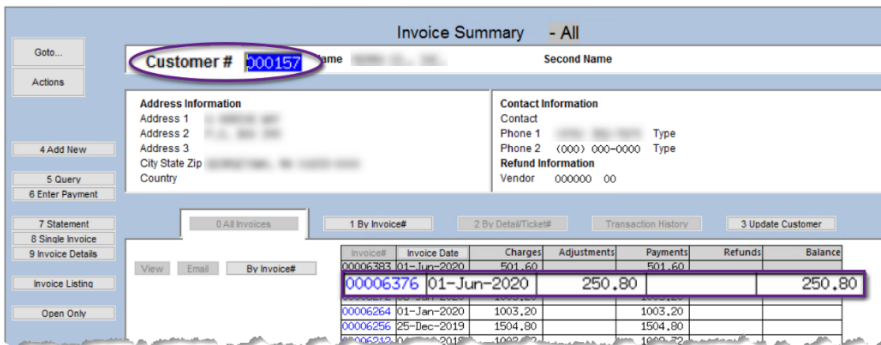 Invoice Summary - All
Goto...
Customer # 000157 ame Second Name
Actions
Address Information
Address 1
Address 2
Address 3
City State Zip
Country
Contact Information
Contact
Phone 1 Type
Phone 2 (000) 000-0000 Type
Refund Information
Vendor 000000 00
4 Add New
5 Query
6 Enter Payment
7 Statement
8 Single Invoice
9 Invoice Details
Invoice Listing
Open Only
0 All Invoices 1 By Invoice# 2 By Detail/Ticket# Transaction History 3 Update Customer
View Email By Invoice#
Invoice# Invoice Date Charges Adjustments Payments Refunds Balance
00006383 01-Jun-2020 501.60 501.60
00006376 01-Jun-2020 250.80 250.80
00006264 01-Jan-2020 1003.20 1003.20
00006256 25-Dec-2019 1504.80 1504.80